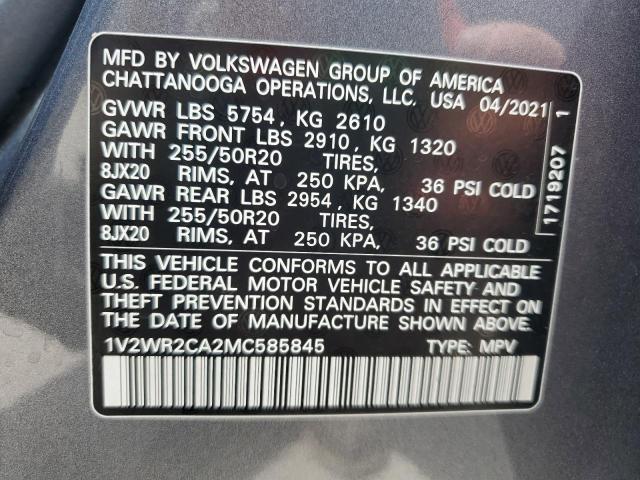 MFD BY VOLKSWAGEN GROUP OF AMERICA
CHATTANOOGA OPERATIONS, LLC, USA 04/2021
GVWR LBS 5754, KG 2610
GAWR FRONT LBS 2910, KG 1320
WITH 255/50R20 TIRES,
8JX20 RIMS, AT 250 KPA, 36 PSI COLD
GAWR REAR LBS 2954, KG 1340
WITH 255/50R20 TIRES,
8JX20 RIMS, AT 250 KPA, 36 PSI COLD
THIS VEHICLE CONFORMS TO ALL APPLICABLE
U.S. FEDERAL MOTOR VEHICLE SAFETY AND
THEFT PREVENTION STANDARDS IN EFFECT ON
THE DATE OF MANUFACTURE SHOWN ABOVE.
1V2WR2CA2MC585845 TYPE: MPV
1719207 1